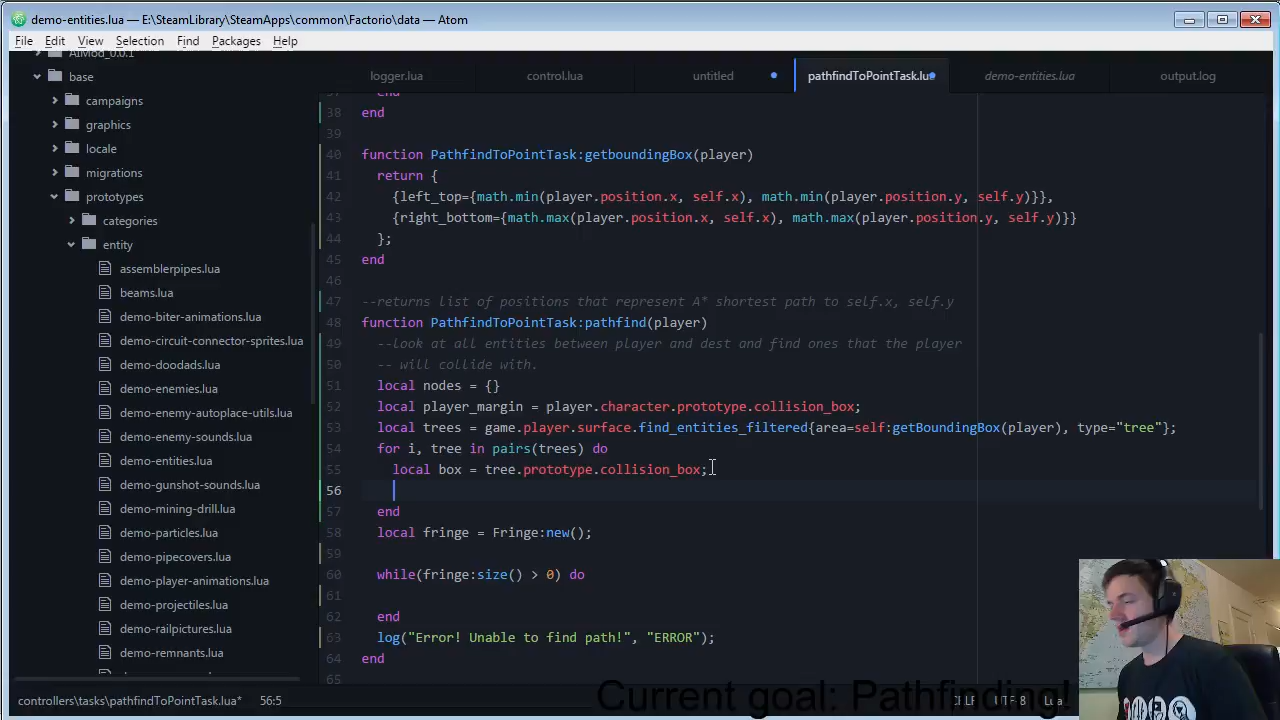 demo-entities.lua — E:\SteamLibrary\SteamApps\common\Factorio\data — Atom
File Edit View Selection Find Packages Help
AiMod_0.0.1
base
campaigns
graphics
locale
migrations
prototypes
categories
entity
assemblerpipes.lua
beams.lua
demo-biter-animations.lua
demo-circuit-connector-sprites.lua
demo-doodads.lua
demo-enemies.lua
demo-enemy-autoplace-utils.lua
demo-enemy-sounds.lua
demo-entities.lua
demo-gunshot-sounds.lua
demo-mining-drill.lua
demo-particles.lua
demo-pipecovers.lua
demo-player-animations.lua
demo-projectiles.lua
demo-railpictures.lua
demo-remnants.lua
logger.lua control.lua untitled pathfindToPointTask.lua demo-entities.lua output.log
37 end
38 end
39
40 function PathfindToPointTask:getboundingBox(player)
41 return {
42 {left_top={math.min(player.position.x, self.x), math.min(player.position.y, self.y)}},
43 {right_bottom={math.max(player.position.x, self.x), math.max(player.position.y, self.y)}}
44 };
45 end
46
47 --returns list of positions that represent A* shortest path to self.x, self.y
48 function PathfindToPointTask:pathfind(player)
49 --look at all entities between player and dest and find ones that the player
50 -- will collide with.
51 local nodes = {}
52 local player_margin = player.character.prototype.collision_box;
53 local trees = game.player.surface.find_entities_filtered{area=self:getBoundingBox(player), type="tree"};
54 for i, tree in pairs(trees) do
55 local box = tree.prototype.collision_box;
56
57 end
58 local fringe = Fringe:new();
59
60 while(fringe:size() > 0) do
61
62 end
63 log("Error! Unable to find path!", "ERROR");
64 end
65
controllers\tasks\pathfindToPointTask.lua* 56:5 CRLF UTF-8 Lua
Current goal: Pathfinding!